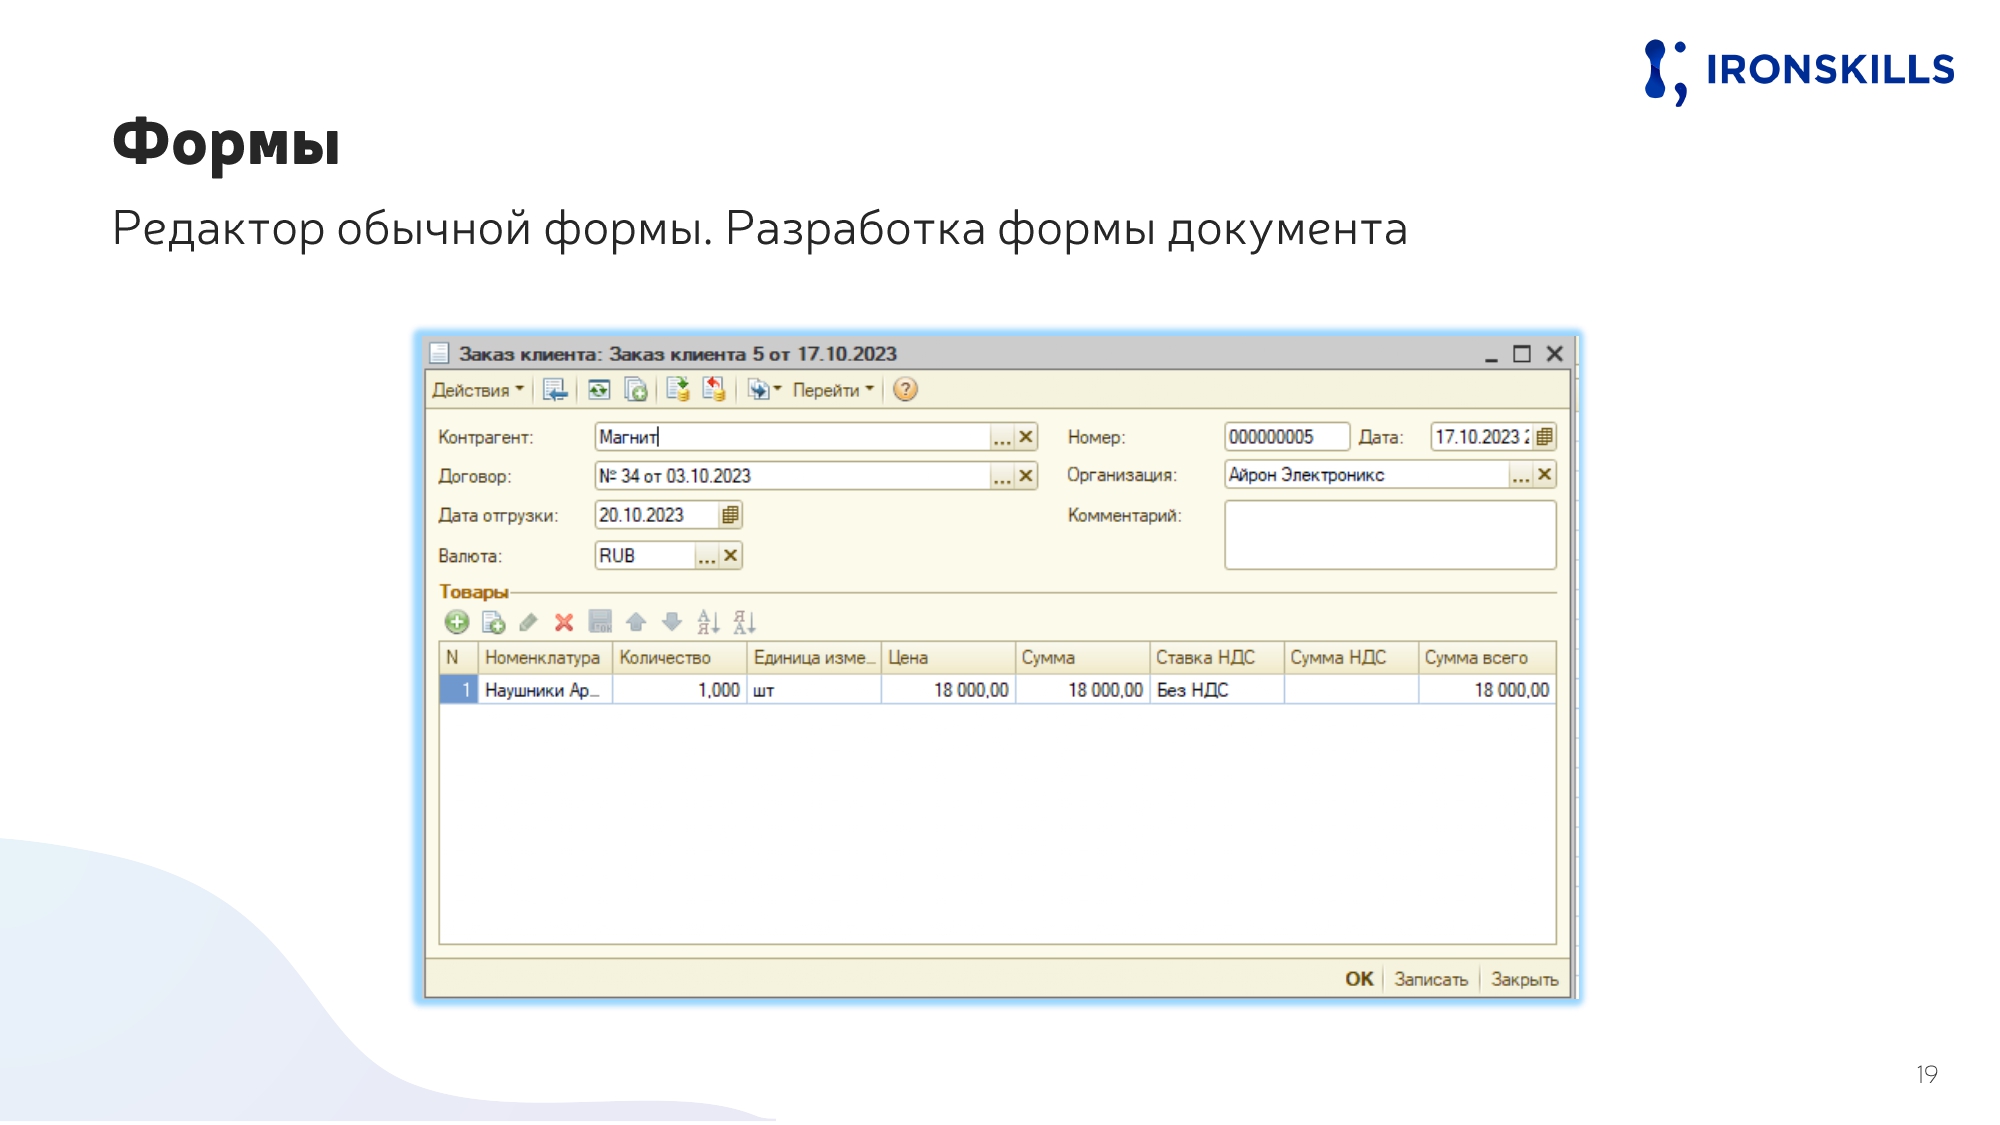 IRONSKILLS
Формы
Редактор обычной формы. Разработка формы документа
Заказ клиента: Заказ клиента 5 от 17.10.2023
Действия Перейти
Контрагент: Магнит ... Номер: 000000005 Дата: 17.10.2023
Договор: № 34 от 03.10.2023 ... Организация: Айрон Электроникс ...
Дата отгрузки: 20.10.2023 Комментарий:
Валюта: RUB ...
Товары
N Номенклатура Количество Единица изме... Цена Сумма Ставка НДС Сумма НДС Сумма всего
1 Наушники Ар... 1,000 шт 18 000,00 18 000,00 Без НДС 18 000,00
OK Записать Закрыть
19